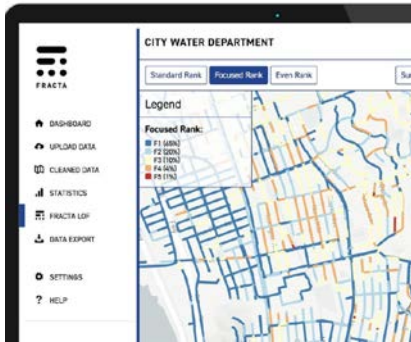 CITY WATER DEPARTMENT
FRACTA
Standard Rank
Focused Rank
Even Rank
Legend
Focused Rank:
F1 (65%)
F2 (20%)
F3 (10%)
F4 (4%)
F5 (1%)
DASHBOARD
UPLOAD DATA
CLEANED DATA
STATISTICS
FRACTA LOF
DATA EXPORT
SETTINGS
? HELP